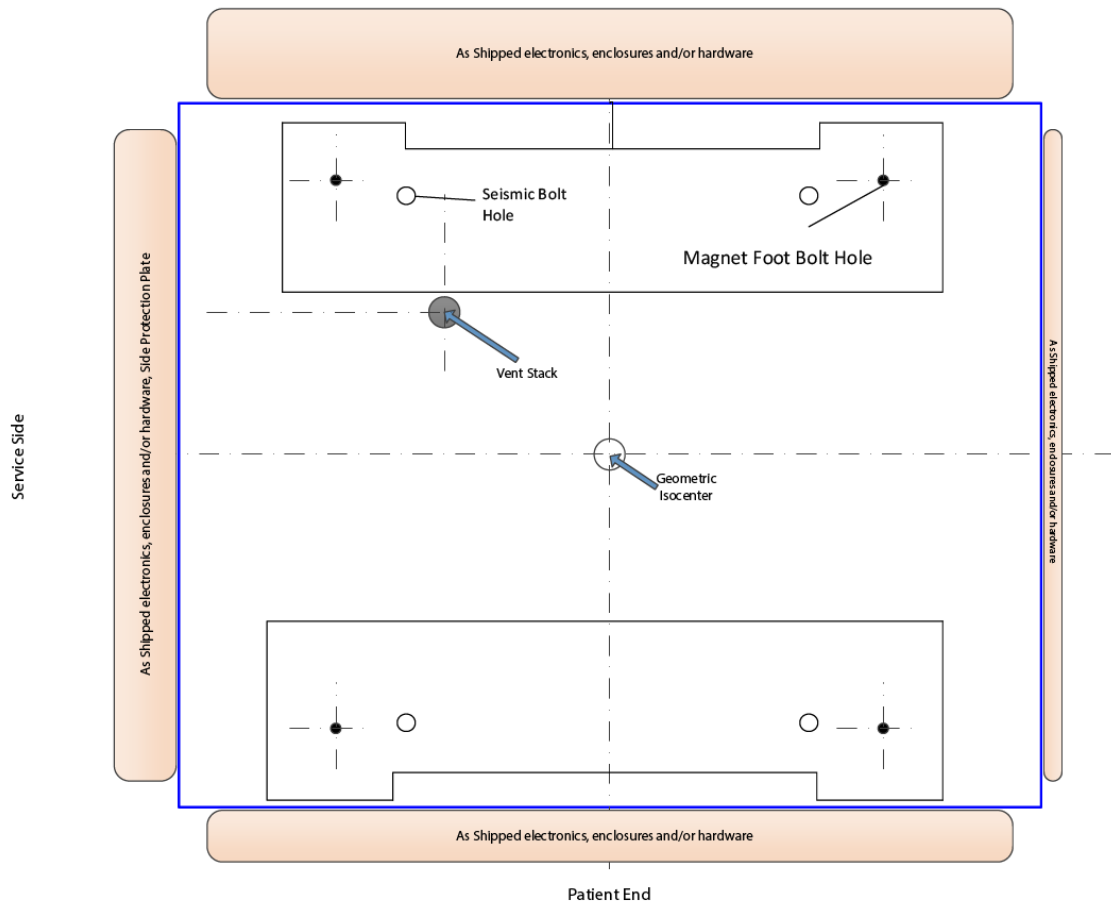 As Shipped electronics, enclosures and/or hardware
Seismic Bolt
Hole
Magnet Foot Bolt Hole
As Shipped electronics, enclosures and/or hardware, Side Protection Plate
Vent Stack
As Shipped electronics, enclosures and/or hardware
Service Side
Geometric
Isocenter
As Shipped electronics, enclosures and/or hardware
Patient End